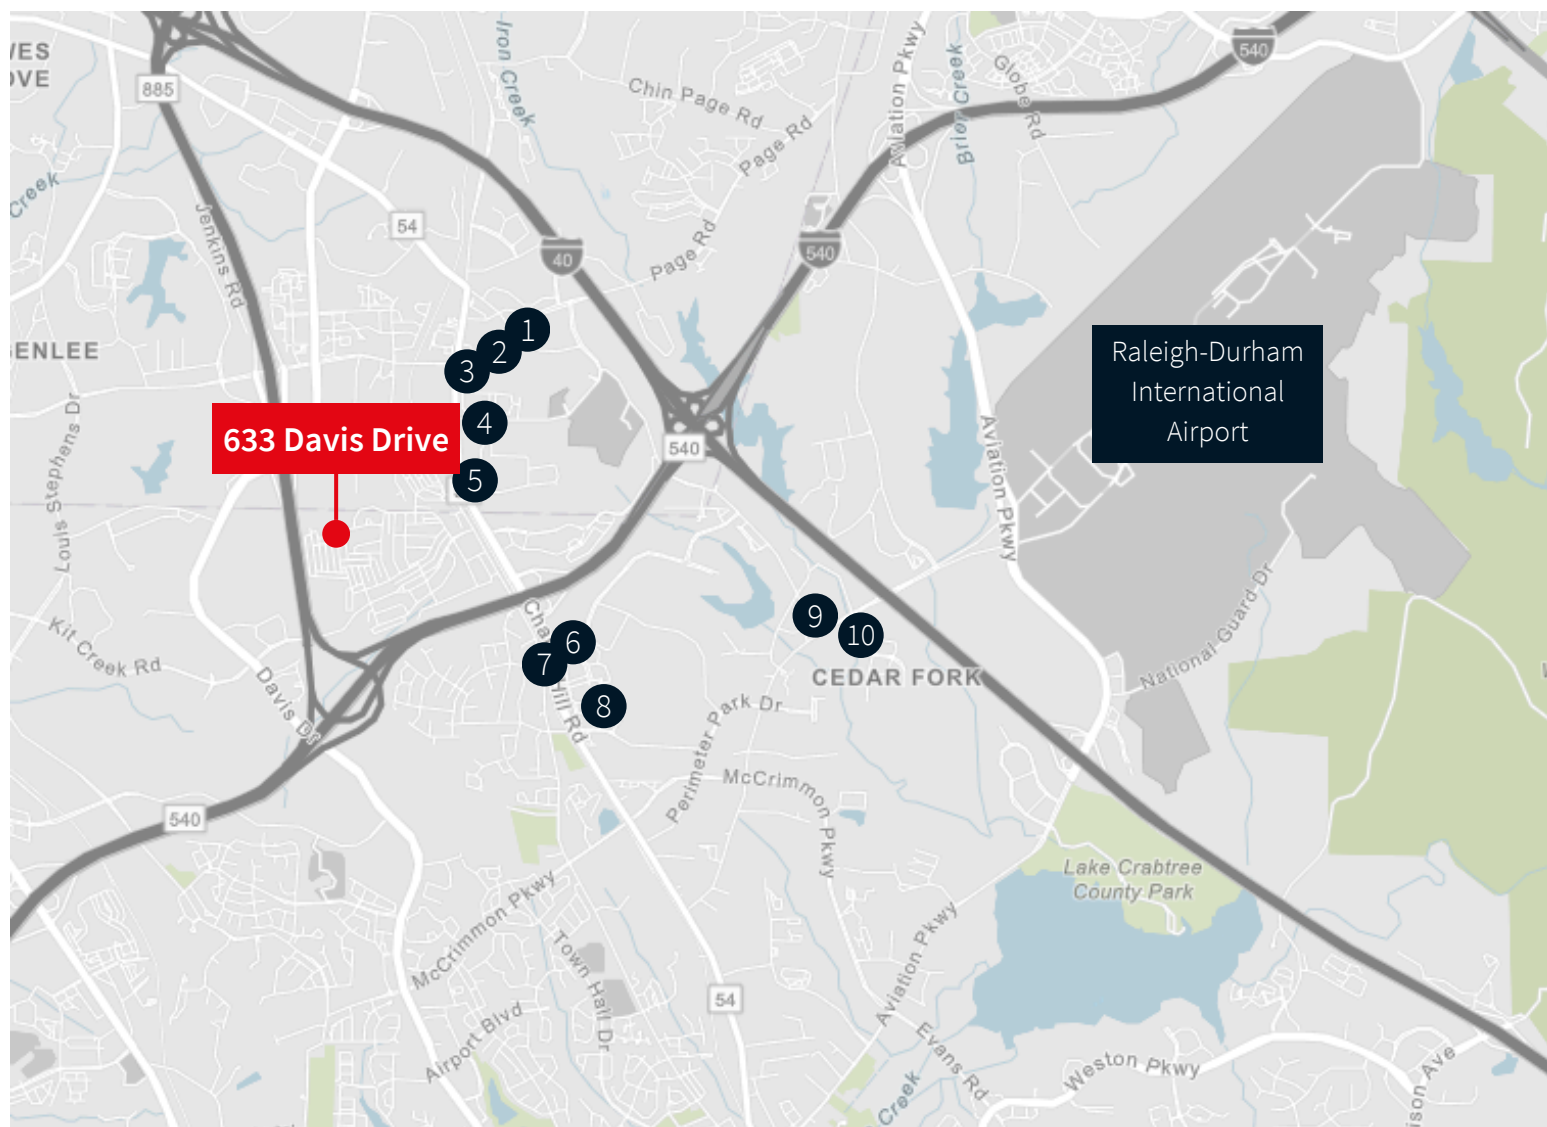 540
Iron Creek
Aviation Pkwy
Brier Creek
Globe Rd
885
Chin Page Rd
Page Rd
Creek
Jenkins Rd
54
40
Page Rd
540
1
2
3
ENLEE
Raleigh-Durham
International
Airport
4
633 Davis Drive
540
5
Louis Stephens Dr
Aviation Pkwy
9
10
6
7
8
Hill Rd
CEDAR FORK
National Guard Dr
Kit Creek Rd
Davis Dr
Perimeter Park Dr
McCrimmon Pkwy
540
Lake Crabtree
County Park
McCrimmon Pkwy
Town Hall Dr
54
Aviation Pkwy
Airport Blvd
Evans Rd
Weston Pkwy
Creek
ison Ave